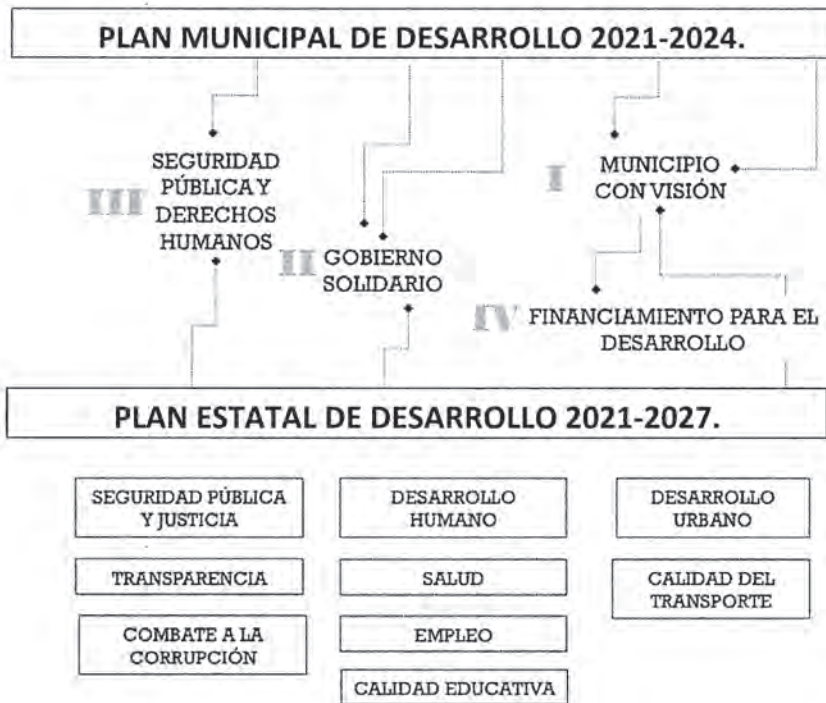 PLAN MUNICIPAL DE DESARROLLO 2021-2024.
III
SEGURIDAD
PÚBLICA Y
DERECHOS
HUMANOS
II
GOBIERNO
SOLIDARIO
I
MUNICIPIO
CON VISIÓN
IV
FINANCIAMIENTO PARA EL
DESARROLLO
PLAN ESTATAL DE DESARROLLO 2021-2027.
SEGURIDAD PÚBLICA
Y JUSTICIA
TRANSPARENCIA
COMBATE A LA
CORRUPCIÓN
DESARROLLO
HUMANO
SALUD
EMPLEO
CALIDAD EDUCATIVA
DESARROLLO
URBANO
CALIDAD DEL
TRANSPORTE